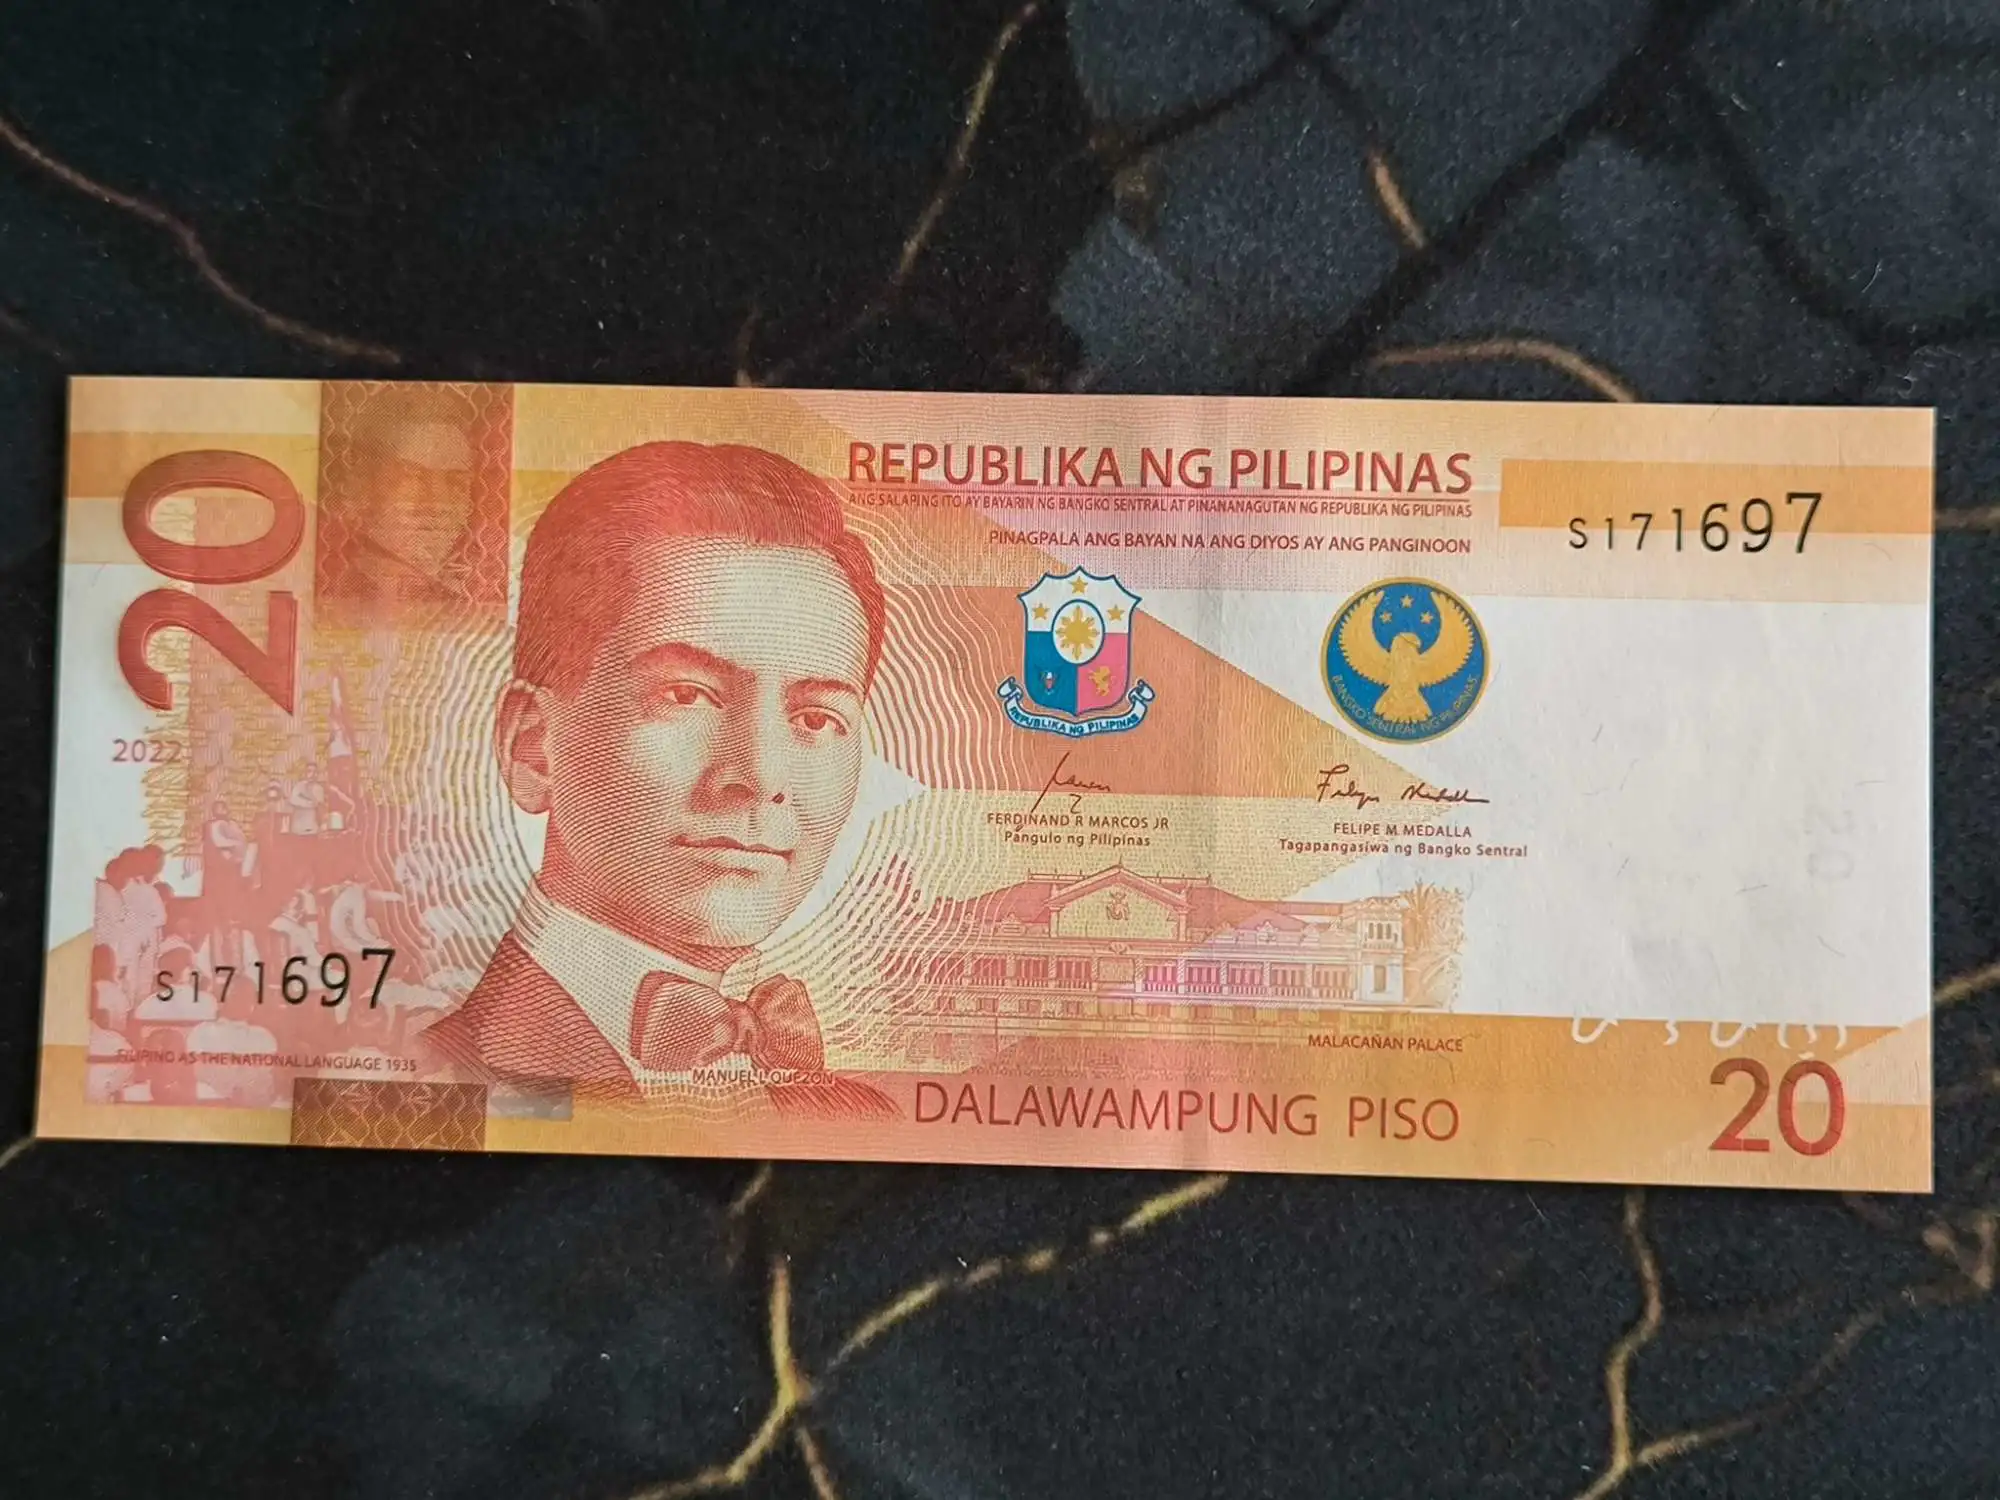 20
REPUBLIKA NG PILIPINAS
ANG SALAPING ITO AY BAYARIN NG BANGKO SENTRAL AT PINANANAGUTAN NG REPUBLIKA NG PILIPINAS
PINAGPALA ANG BAYAN NA ANG DIYOS AY ANG PANGINOON
S171697
REPUBLIKA NG PILIPINAS
BANGKO SENTRAL NG PILIPINAS
2022
FERDINAND R MARCOS JR
Pangulo ng Pilipinas
Felipe Medalla
FELIPE M MEDALLA
Tagapangasiwa ng Bangko Sentral
20
S171697
FILIPINO AS THE NATIONAL LANGUAGE 1935
MANUEL L QUEZON
MALACAÑAN PALACE
DALAWAMPUNG PISO
20